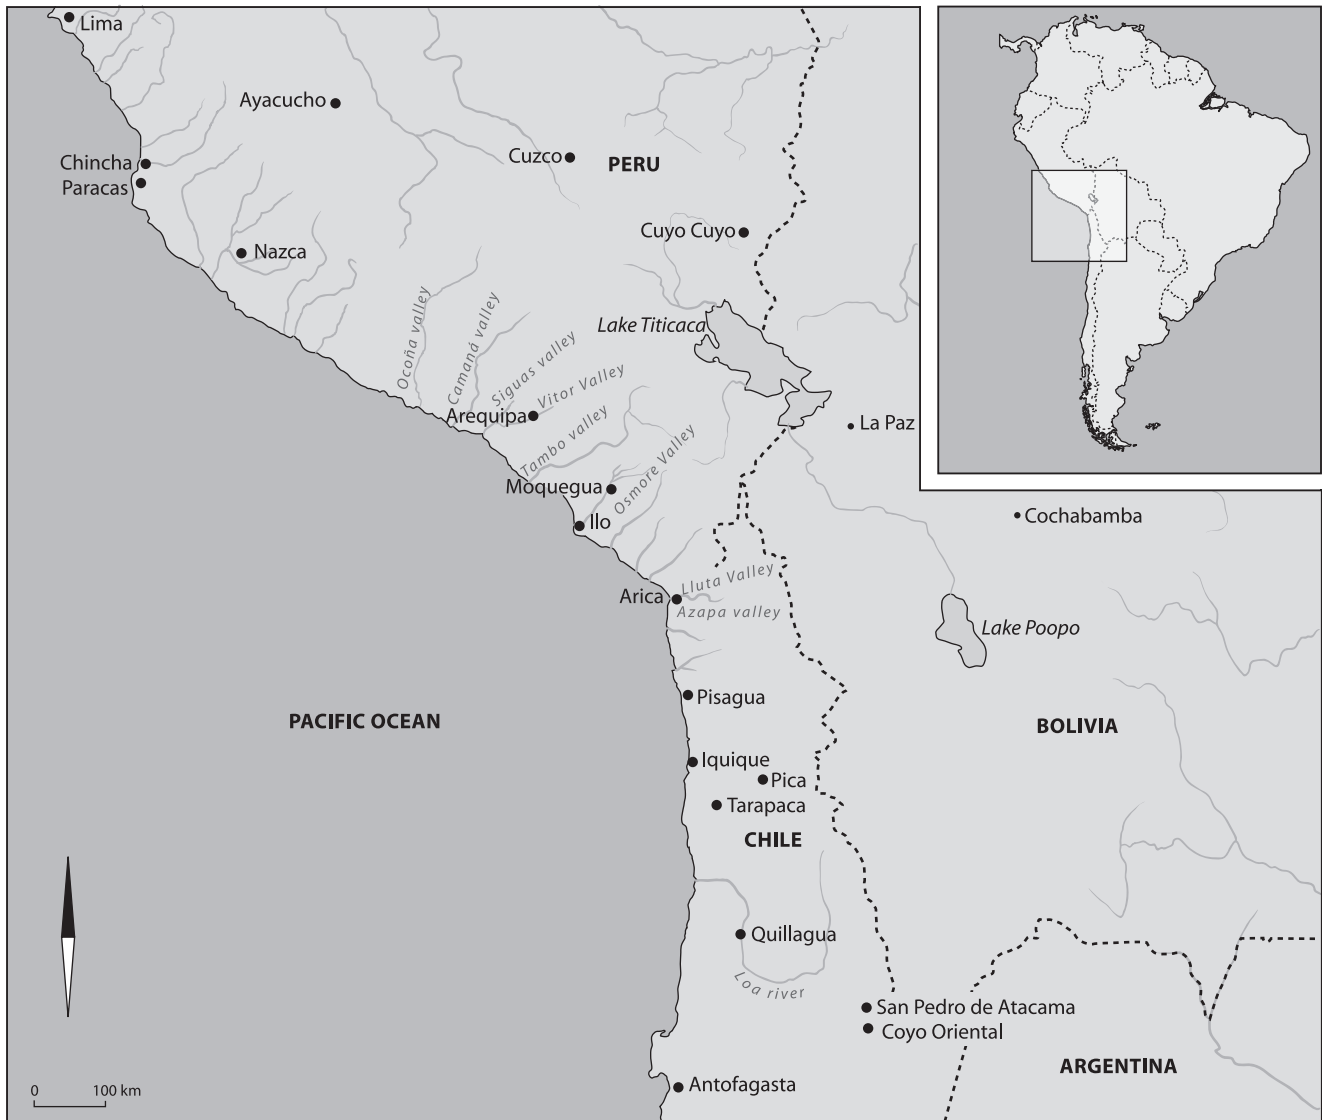 Lima
Ayacucho
Chincha
Paracas
Cuzco
PERU
Cuyo Cuyo
Nazca
Lake Titicaca
Ocoña valley
Camaná valley
Siguas valley
Vitor Valley
Arequipa
Tambo valley
Osmore Valley
La Paz
Moquegua
Ilo
Cochabamba
Arica
Lluta Valley
Azapa valley
Lake Poopo
Pisagua
PACIFIC OCEAN
BOLIVIA
Iquique
Pica
Tarapaca
CHILE
Quillagua
Loa river
San Pedro de Atacama
Coyo Oriental
ARGENTINA
Antofagasta
0 100 km